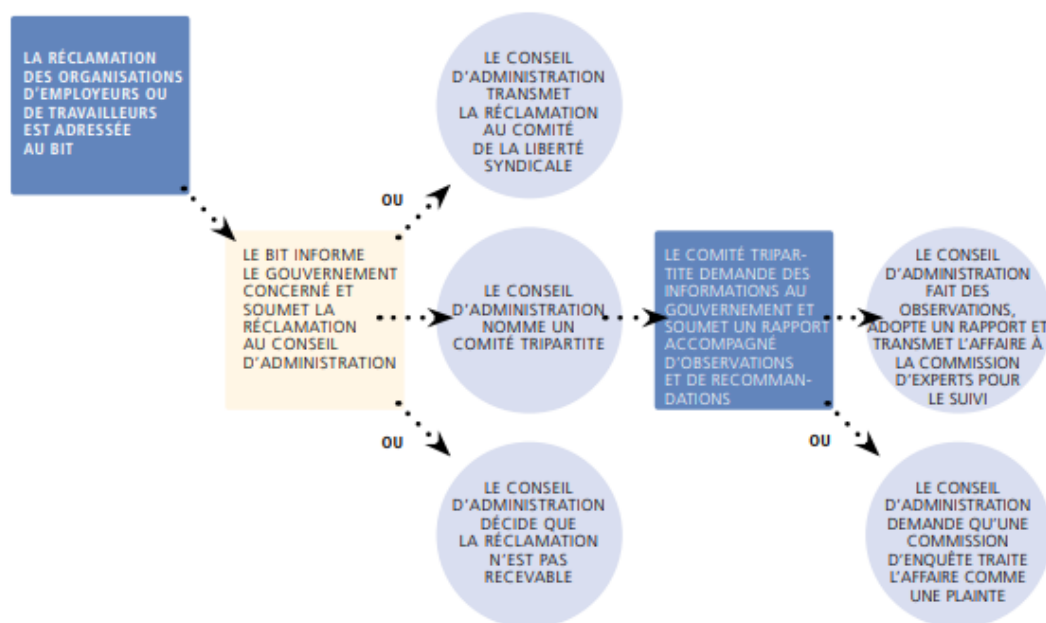 LA RÉCLAMATION
DES ORGANISATIONS
D'EMPLOYEURS OU
DE TRAVAILLEURS
EST ADRESSÉE
AU BIT
LE BIT INFORME
LE GOUVERNEMENT
CONCERNÉ ET
SOUMET LA
RÉCLAMATION
AU CONSEIL
D'ADMINISTRATION
OU
LE CONSEIL
D'ADMINISTRATION
TRANSMET
LA RÉCLAMATION
AU COMITÉ
DE LA LIBERTÉ
SYNDICALE
LE CONSEIL
D'ADMINISTRATION
NOMME UN
COMITÉ TRIPARTITE
OU
LE CONSEIL
D'ADMINISTRATION
DÉCIDE QUE
LA RÉCLAMATION
N'EST PAS
RECEVABLE
LE COMITÉ TRIPAR-
TITE DEMANDE DES
INFORMATIONS AU
GOUVERNEMENT ET
SOUMET UN RAPPORT
ACCOMPAGNÉ
D'OBSERVATIONS
ET DE RECOMMAN-
DATIONS
LE CONSEIL
D'ADMINISTRATION
FAIT DES
OBSERVATIONS,
ADOPTE UN RAPPORT ET
TRANSMET L'AFFAIRE À
LA COMMISSION
D'EXPERTS POUR
LE SUIVI
OU
LE CONSEIL
D'ADMINISTRATION
DEMANDE QU'UNE
COMMISSION
D'ENQUÊTE TRAITE
L'AFFAIRE COMME
UNE PLAINTE